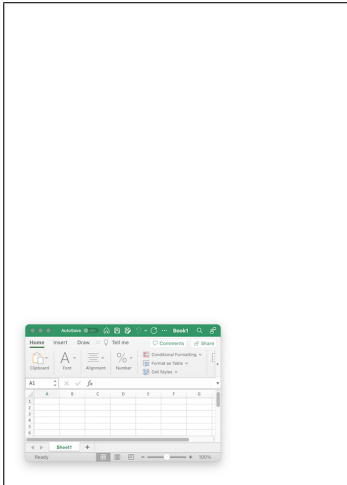 AutoSave Book1
Home Insert Draw Tell me Comments Share
Clipboard Font Alignment Number Conditional Formatting
Format as Table
Cell Styles
A1 fx
A B C D E F G
1
2
3
4
5
6
Sheet1 +
Ready 100%